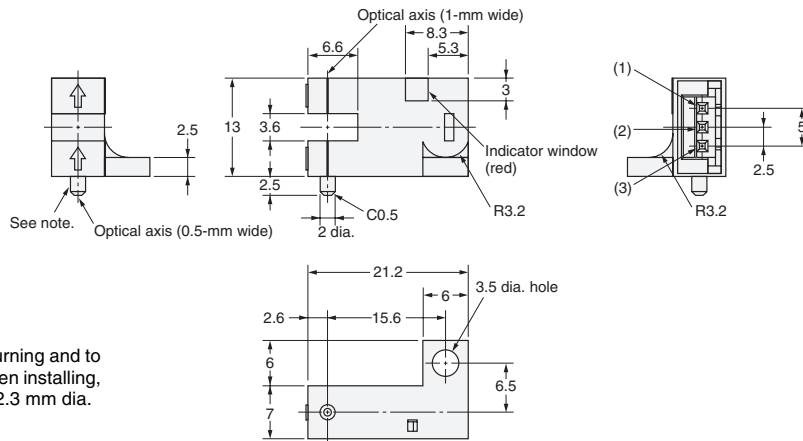 Optical axis (1-mm wide)
8.3
6.6
5.3
(1)
3
2.5
13
3.6
(2)
5
Indicator window
(red)
2.5
2.5
(3)
See note.
C0.5
R3.2
R3.2
Optical axis (0.5-mm wide)
2 dia.
21.2
3.5 dia. hole
6
2.6
15.6
urning and to
6
en installing,
6.5
2.3 mm dia.
7